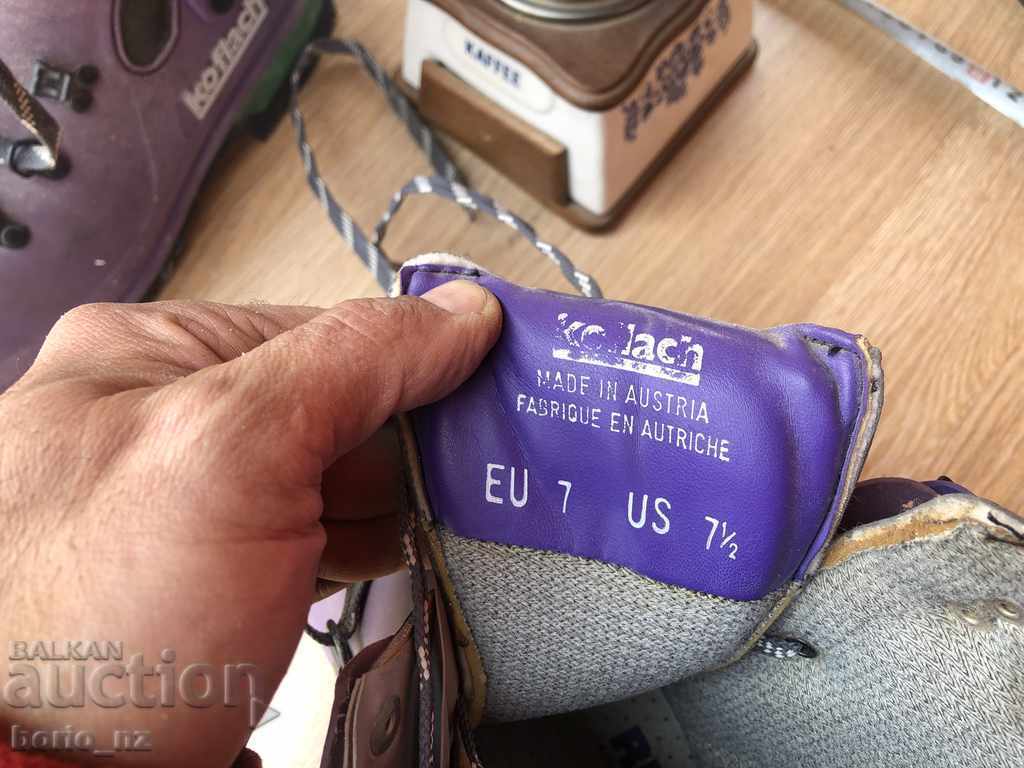 koflach
KAFFEE
Koflach
MADE IN AUSTRIA
FABRIQUE EN AUTRICHE
EU 7 US 7½
BALKAN
auction
borio_nz